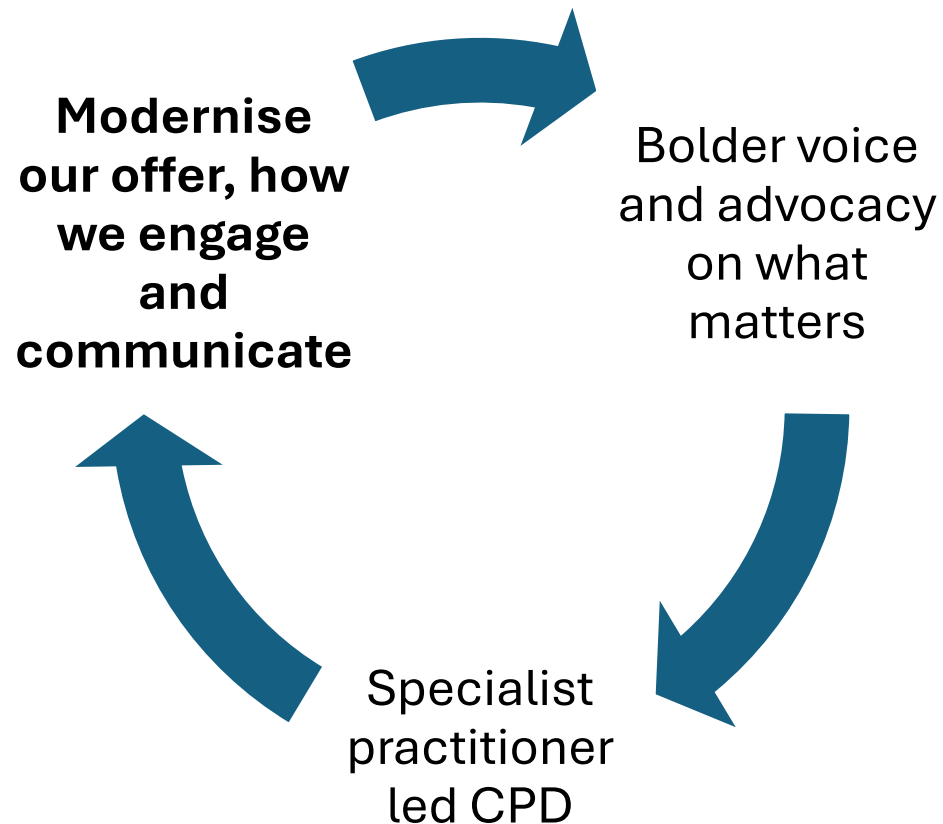 Modernise
our offer, how
we engage
and
communicate
Bolder voice
and advocacy
on what
matters
Specialist
practitioner
led CPD